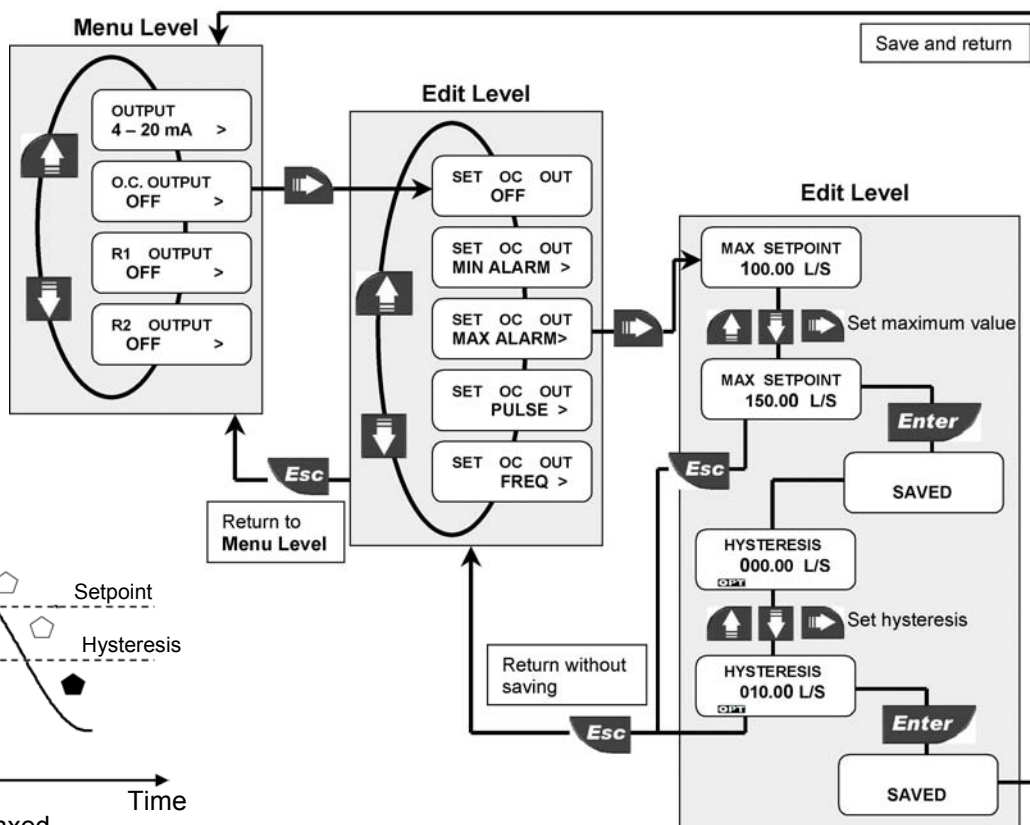 Menu Level
Save and return
OUTPUT
4 – 20 mA >
O.C. OUTPUT
OFF >
R1 OUTPUT
OFF >
R2 OUTPUT
OFF >
Edit Level
SET OC OUT
OFF
SET OC OUT
MIN ALARM >
SET OC OUT
MAX ALARM>
SET OC OUT
PULSE >
SET OC OUT
FREQ >
Esc
Return to
Menu Level
Edit Level
MAX SETPOINT
100.00 L/S
Set maximum value
MAX SETPOINT
150.00 L/S
Enter
Esc
SAVED
HYSTERESIS
000.00 L/S
OPT
Set hysteresis
HYSTERESIS
010.00 L/S
OPT
Enter
SAVED
Return without
saving
Esc
Setpoint
Hysteresis
Time